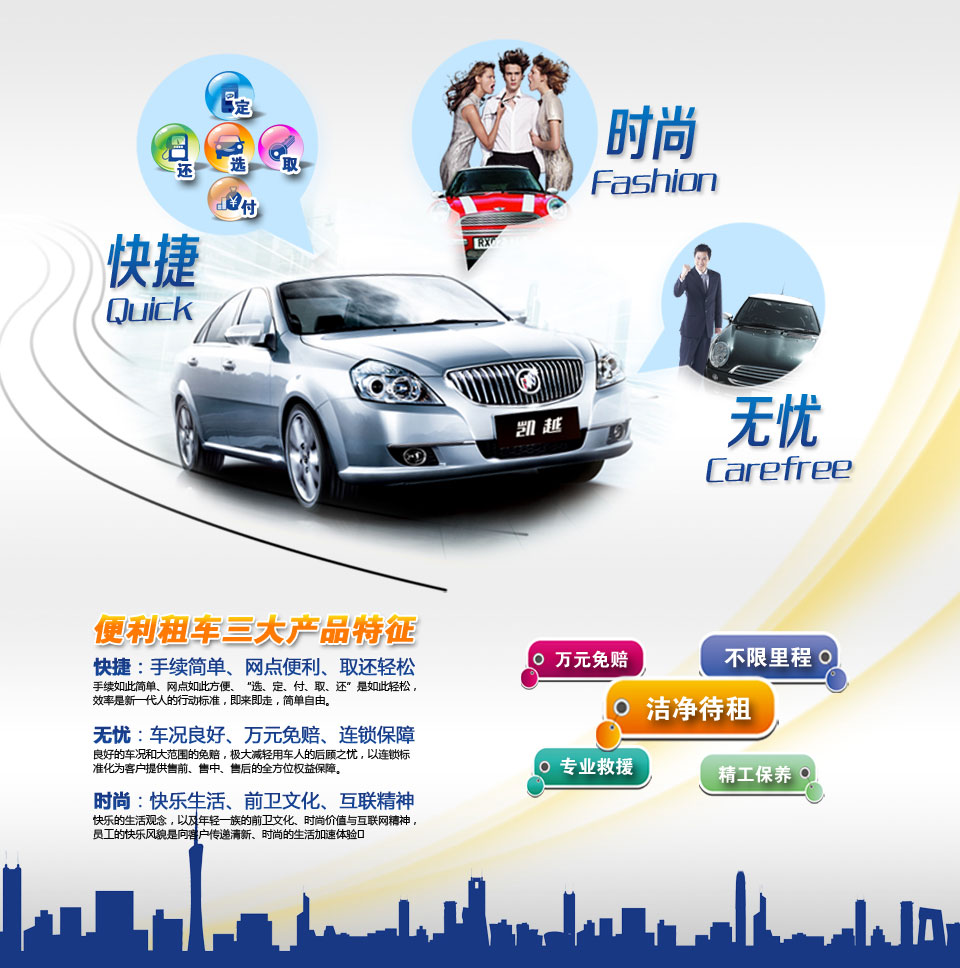 定
还
选
取
付
快捷
Quick
时尚
Fashion
无忧
Carefree
凯越
便利租车三大产品特征
快捷：手续简单、网点便利、取还轻松
手续如此简单、网点如此方便、“选、定、付、取、还”是如此轻松，
效率是新一代人的行动标准，即来即走，简单自由。
无忧：车况良好、万元免赔、连锁保障
良好的车况和大范围的免赔，极大减轻用车人的后顾之忧，以连锁标
准化为客户提供售前、售中、售后的全方位权益保障。
时尚：快乐生活、前卫文化、互联精神
快乐的生活观念，以及年轻一族的前卫文化、时尚价值与互联网精神，
员工的快乐风貌是向客户传递清新、时尚的生活加速体验
万元免赔
不限里程
洁净待租
专业救援
精工保养